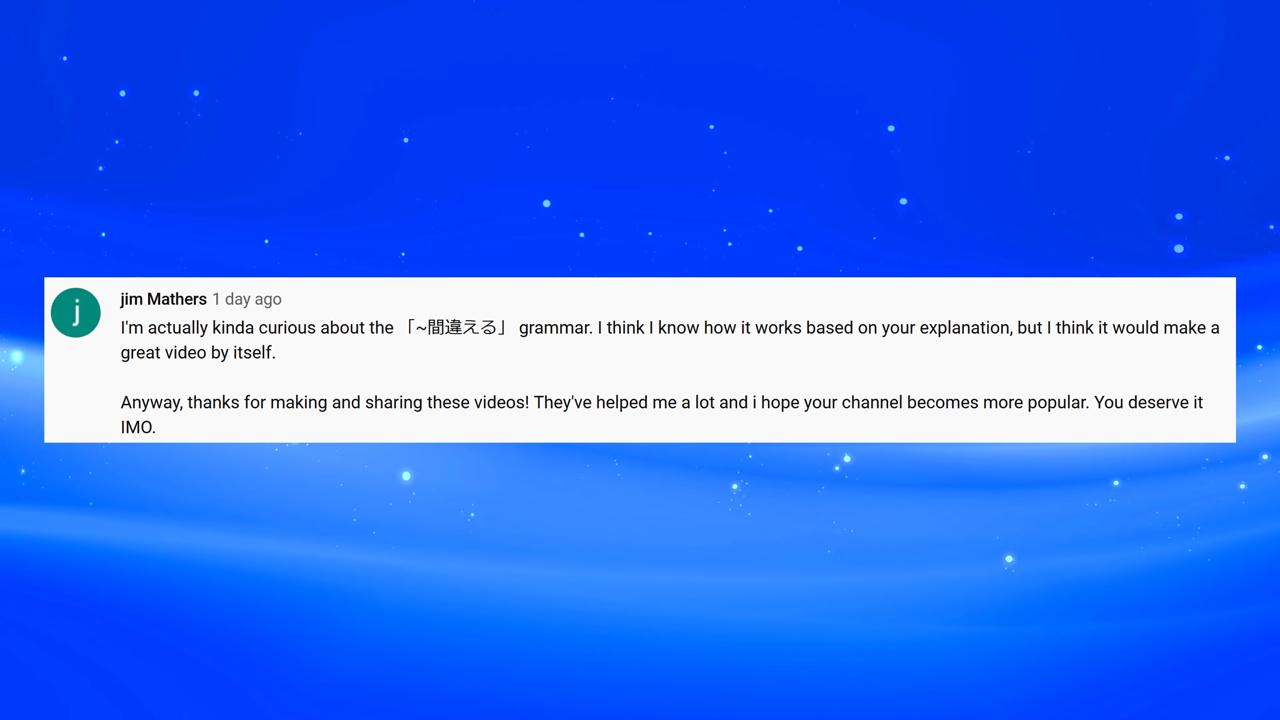 j
jim Mathers 1 day ago
I'm actually kinda curious about the 「~間違える」 grammar. I think I know how it works based on your explanation, but I think it would make a
great video by itself.
Anyway, thanks for making and sharing these videos! They've helped me a lot and i hope your channel becomes more popular. You deserve it
IMO.